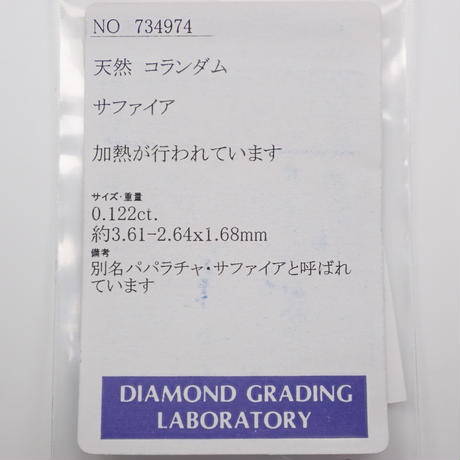 NO 734974
天然 コランダム
サファイア
加熱が行われています
サイズ・重量
0.122ct.
約3.61-2.64x1.68mm
備考
別名パパラチャ・サファイアと呼ばれ
ています
DIAMOND GRADING
LABORATORY